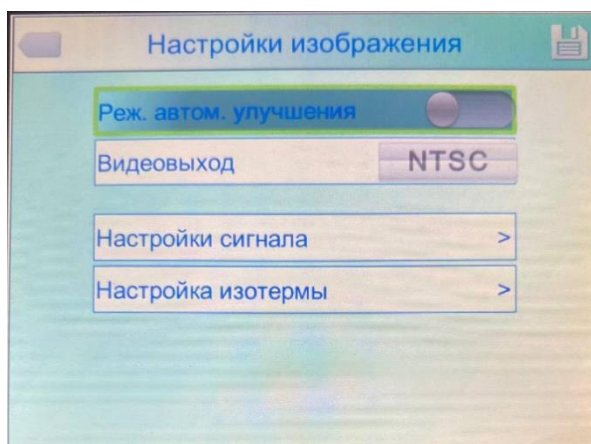 Настройки изображения
Реж. автом. улучшения
Видеовыход NTSC
Настройки сигнала >
Настройка изотермы >